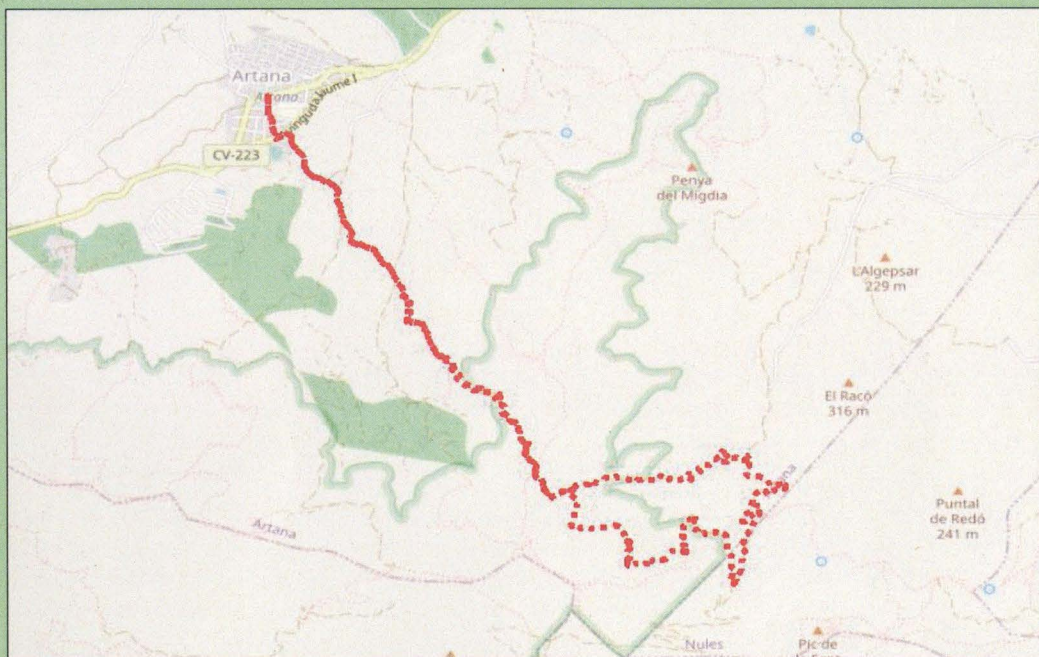 Artana
Jaume I
CV-223
Penya
del Migdia
L'Algepsar
229 m
El Racó
316 m
Puntal
de Redó
241 m
Artana
Nules
Pic de